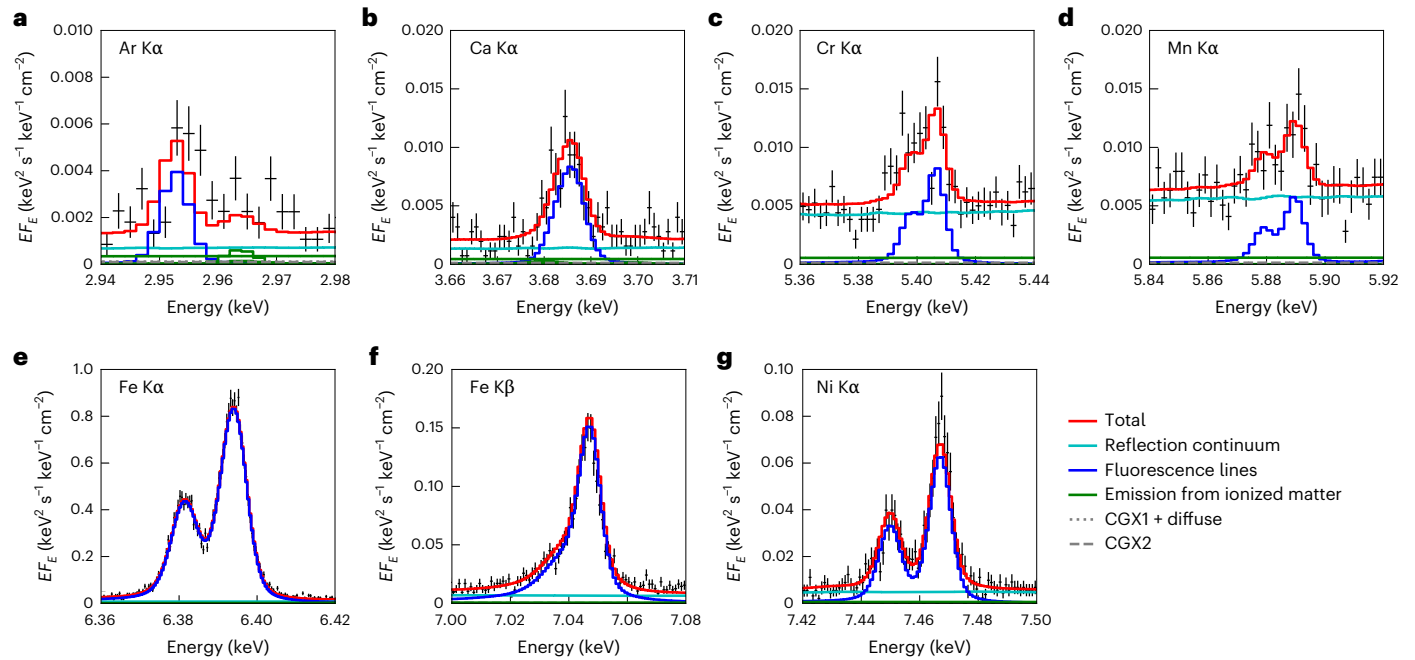 a
Ar Kα
0.010
0.008
0.006
0.004
0.002
0
EF_E (keV² s⁻¹ keV⁻¹ cm⁻²)
2.94 2.95 2.96 2.97 2.98
Energy (keV)
b
Ca Kα
0.020
0.015
0.010
0.005
0
EF_E (keV² s⁻¹ keV⁻¹ cm⁻²)
3.66 3.67 3.68 3.69 3.70 3.71
Energy (keV)
c
Cr Kα
0.020
0.015
0.010
0.005
0
EF_E (keV² s⁻¹ keV⁻¹ cm⁻²)
5.36 5.38 5.40 5.42 5.44
Energy (keV)
d
Mn Kα
0.020
0.015
0.010
0.005
0
EF_E (keV² s⁻¹ keV⁻¹ cm⁻²)
5.84 5.86 5.88 5.90 5.92
Energy (keV)
e
Fe Kα
1.0
0.8
0.6
0.4
0.2
0
EF_E (keV² s⁻¹ keV⁻¹ cm⁻²)
6.36 6.38 6.40 6.42
Energy (keV)
f
Fe Kβ
0.20
0.15
0.10
0.05
0
EF_E (keV² s⁻¹ keV⁻¹ cm⁻²)
7.00 7.02 7.04 7.06 7.08
Energy (keV)
g
Ni Kα
0.10
0.08
0.06
0.04
0.02
0
EF_E (keV² s⁻¹ keV⁻¹ cm⁻²)
7.42 7.44 7.46 7.48 7.50
Energy (keV)
Total
Reflection continuum
Fluorescence lines
Emission from ionized matter
CGX1 + diffuse
CGX2